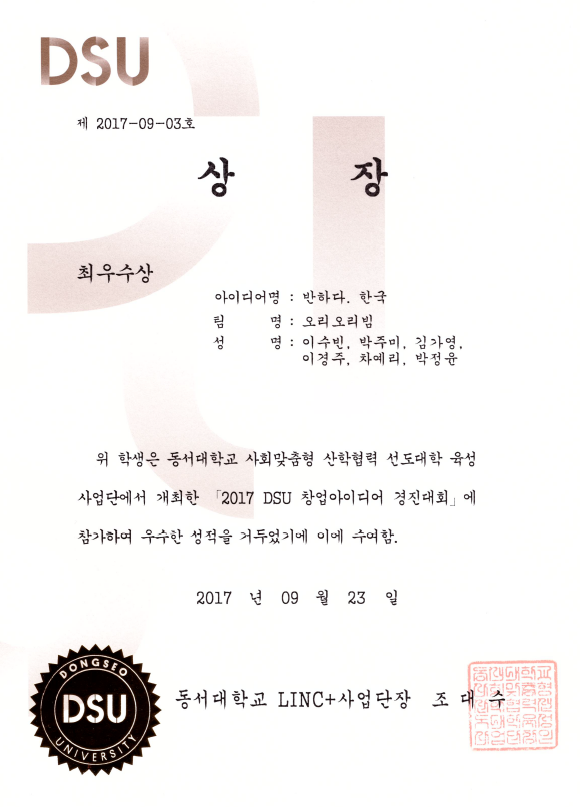 DSU
제 2017-09-03호
상 장
최우수상
아이디어명 : 반하다. 한국
팀 명 : 오리오리빔
성 명 : 이수빈, 박주미, 김가영,
이경주, 차예리, 박정윤
위 학생은 동서대학교 사회맞춤형 산학협력 선도대학 육성
사업단에서 개최한 「2017 DSU 창업아이디어 경진대회」에
참가하여 우수한 성적을 거두었기에 이에 수여함.
2017 년 09 월 23 일
동서대학교 LINC+사업단장 조 대 수
DONGSEO
DSU
UNIVERSITY